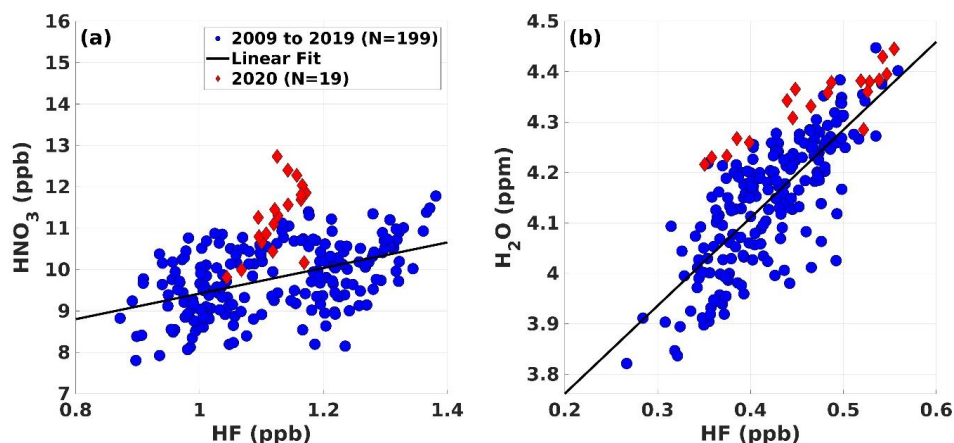 (a)
2009 to 2019 (N=199)
Linear Fit
2020 (N=19)
16
15
14
13
12
11
10
9
8
7
HNO3 (ppb)
0.8 1 1.2 1.4
HF (ppb)
(b)
4.5
4.4
4.3
4.2
4.1
4
3.9
3.8
H2O (ppm)
0.2 0.3 0.4 0.5 0.6
HF (ppb)